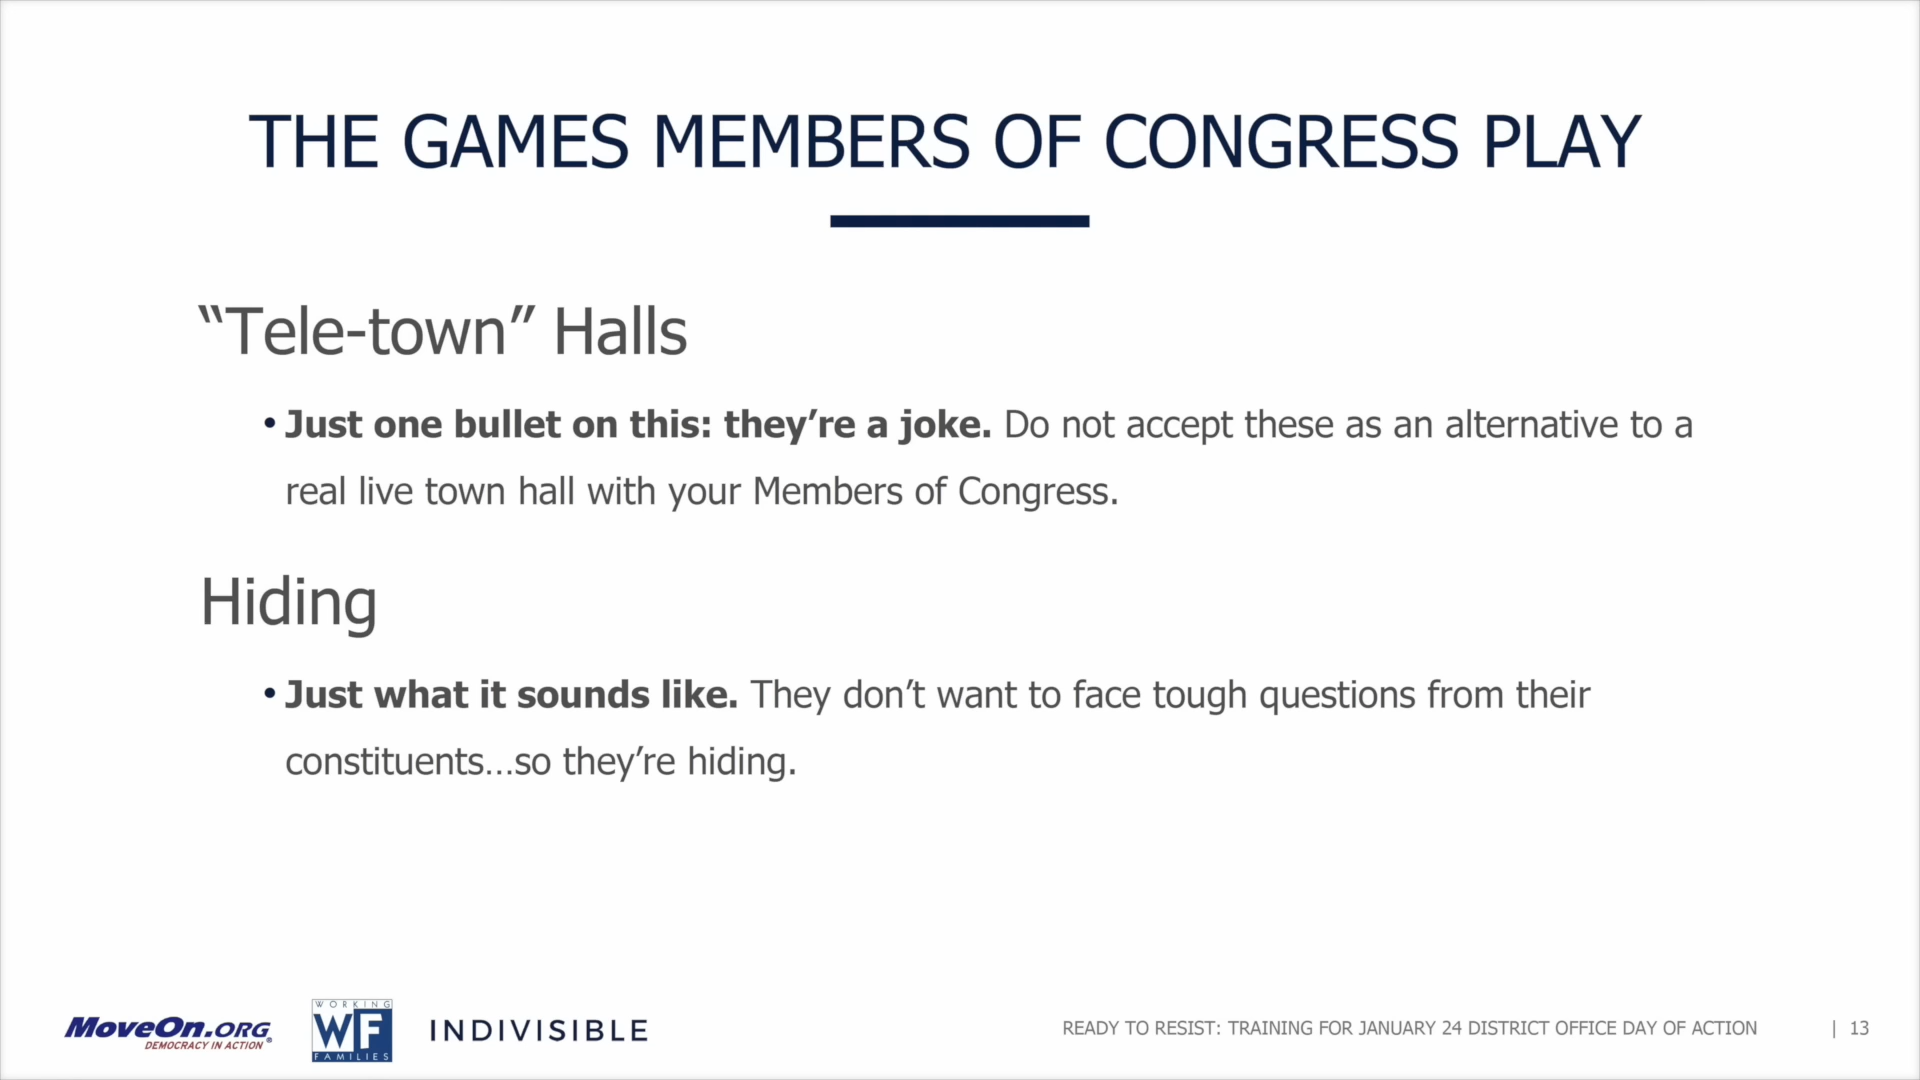 THE GAMES MEMBERS OF CONGRESS PLAY
“Tele-town” Halls
• Just one bullet on this: they’re a joke. Do not accept these as an alternative to a
real live town hall with your Members of Congress.
Hiding
• Just what it sounds like. They don’t want to face tough questions from their
constituents…so they’re hiding.
MoveOn.ORG
DEMOCRACY IN ACTION®
WORKING
WF
FAMILIES
INDIVISIBLE
READY TO RESIST: TRAINING FOR JANUARY 24 DISTRICT OFFICE DAY OF ACTION | 13